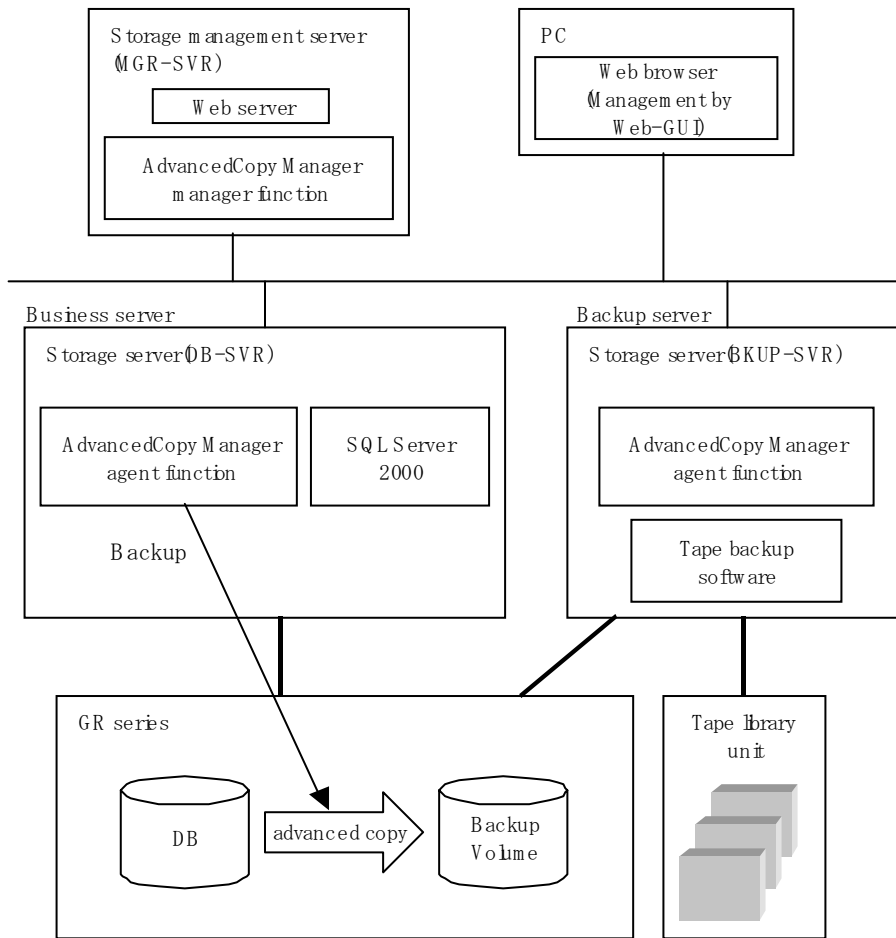 Storage management server
(MGR-SVR)
Web server
AdvancedCopy Manager
manager function
PC
Web browser
(Management by
Web-GUI)
Business server
Storage server(DB-SVR)
AdvancedCopy Manager
agent function
SQL Server
2000
Backup
Backup server
Storage server(BKUP-SVR)
AdvancedCopy Manager
agent function
Tape backup
software
GR series
DB
advanced copy
Backup
Volume
Tape library
unit